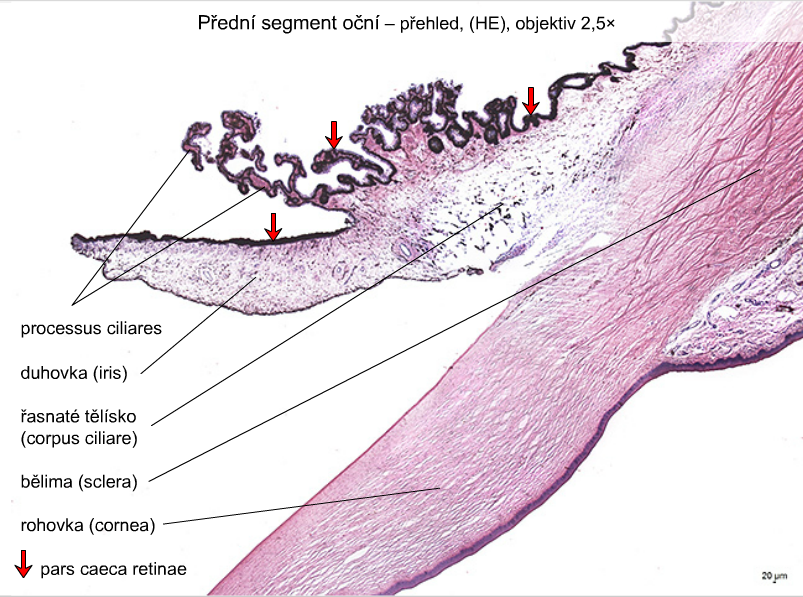 Přední segment oční – přehled, (HE), objektiv 2,5×
processus ciliares
duhovka (iris)
řasnaté tělísko
(corpus ciliare)
bělima (sclera)
rohovka (cornea)
pars caeca retinae
20 µm